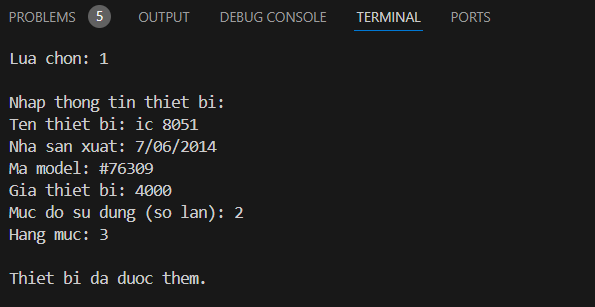 PROBLEMS 5 OUTPUT DEBUG CONSOLE TERMINAL PORTS
Lua chon: 1
Nhap thong tin thiet bi:
Ten thiet bi: ic 8051
Nha san xuat: 7/06/2014
Ma model: #76309
Gia thiet bi: 4000
Muc do su dung (so lan): 2
Hang muc: 3
Thiet bi da duoc them.